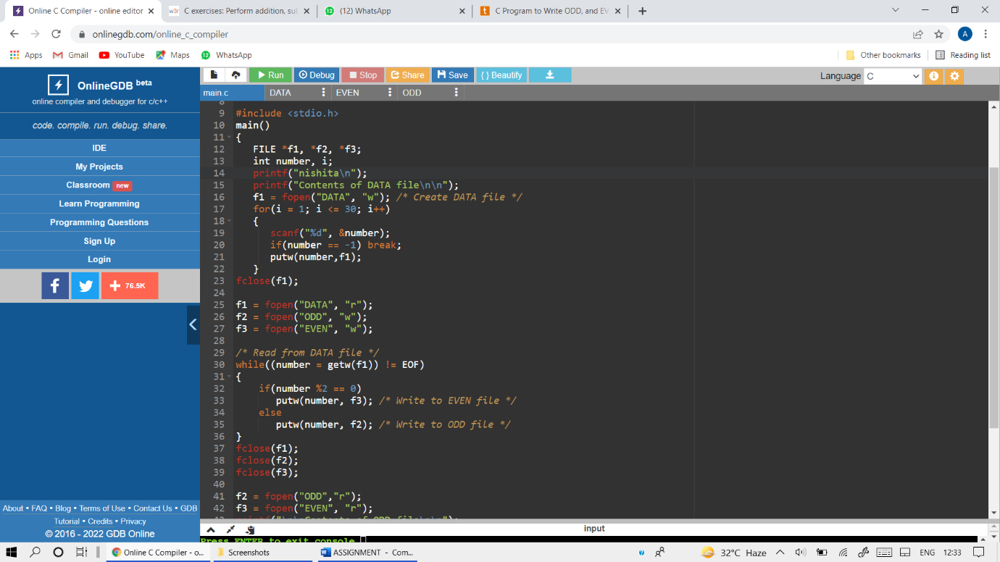 Online C Compiler - online editor
C exercises: Perform addition, sul
(12) WhatsApp
C Program to Write ODD, and EV
onlinegdb.com/online_c_compiler
Apps Gmail YouTube Maps WhatsApp Other bookmarks Reading list
OnlineGDB beta
online compiler and debugger for c/c++
code. compile. run. debug. share.
IDE
My Projects
Classroom new
Learn Programming
Programming Questions
Sign Up
Login
f + 76.5K
About • FAQ • Blog • Terms of Use • Contact Us • GDB
Tutorial • Credits • Privacy
© 2016 - 2022 GDB Online
Run Debug Stop Share Save { } Beautify Language C
main.c DATA EVEN ODD
8
9 #include <stdio.h>
10 main()
11 {
12 FILE *f1, *f2, *f3;
13 int number, i;
14 printf("nishita\n");
15 printf("Contents of DATA file\n\n");
16 f1 = fopen("DATA", "w"); /* Create DATA file */
17 for(i = 1; i <= 30; i++)
18 {
19 scanf("%d", &number);
20 if(number == -1) break;
21 putw(number,f1);
22 }
23 fclose(f1);
24
25 f1 = fopen("DATA", "r");
26 f2 = fopen("ODD", "w");
27 f3 = fopen("EVEN", "w");
28
29 /* Read from DATA file */
30 while((number = getw(f1)) != EOF)
31 {
32 if(number %2 == 0)
33 putw(number, f3); /* Write to EVEN file */
34 else
35 putw(number, f2); /* Write to ODD file */
36 }
37 fclose(f1);
38 fclose(f2);
39 fclose(f3);
40
41 f2 = fopen("ODD","r");
42 f3 = fopen("EVEN", "r");
input
Press ENTER to exit console.
Online C Compiler - o... Screenshots ASSIGNMENT - Com... 32°C Haze ENG 12:33